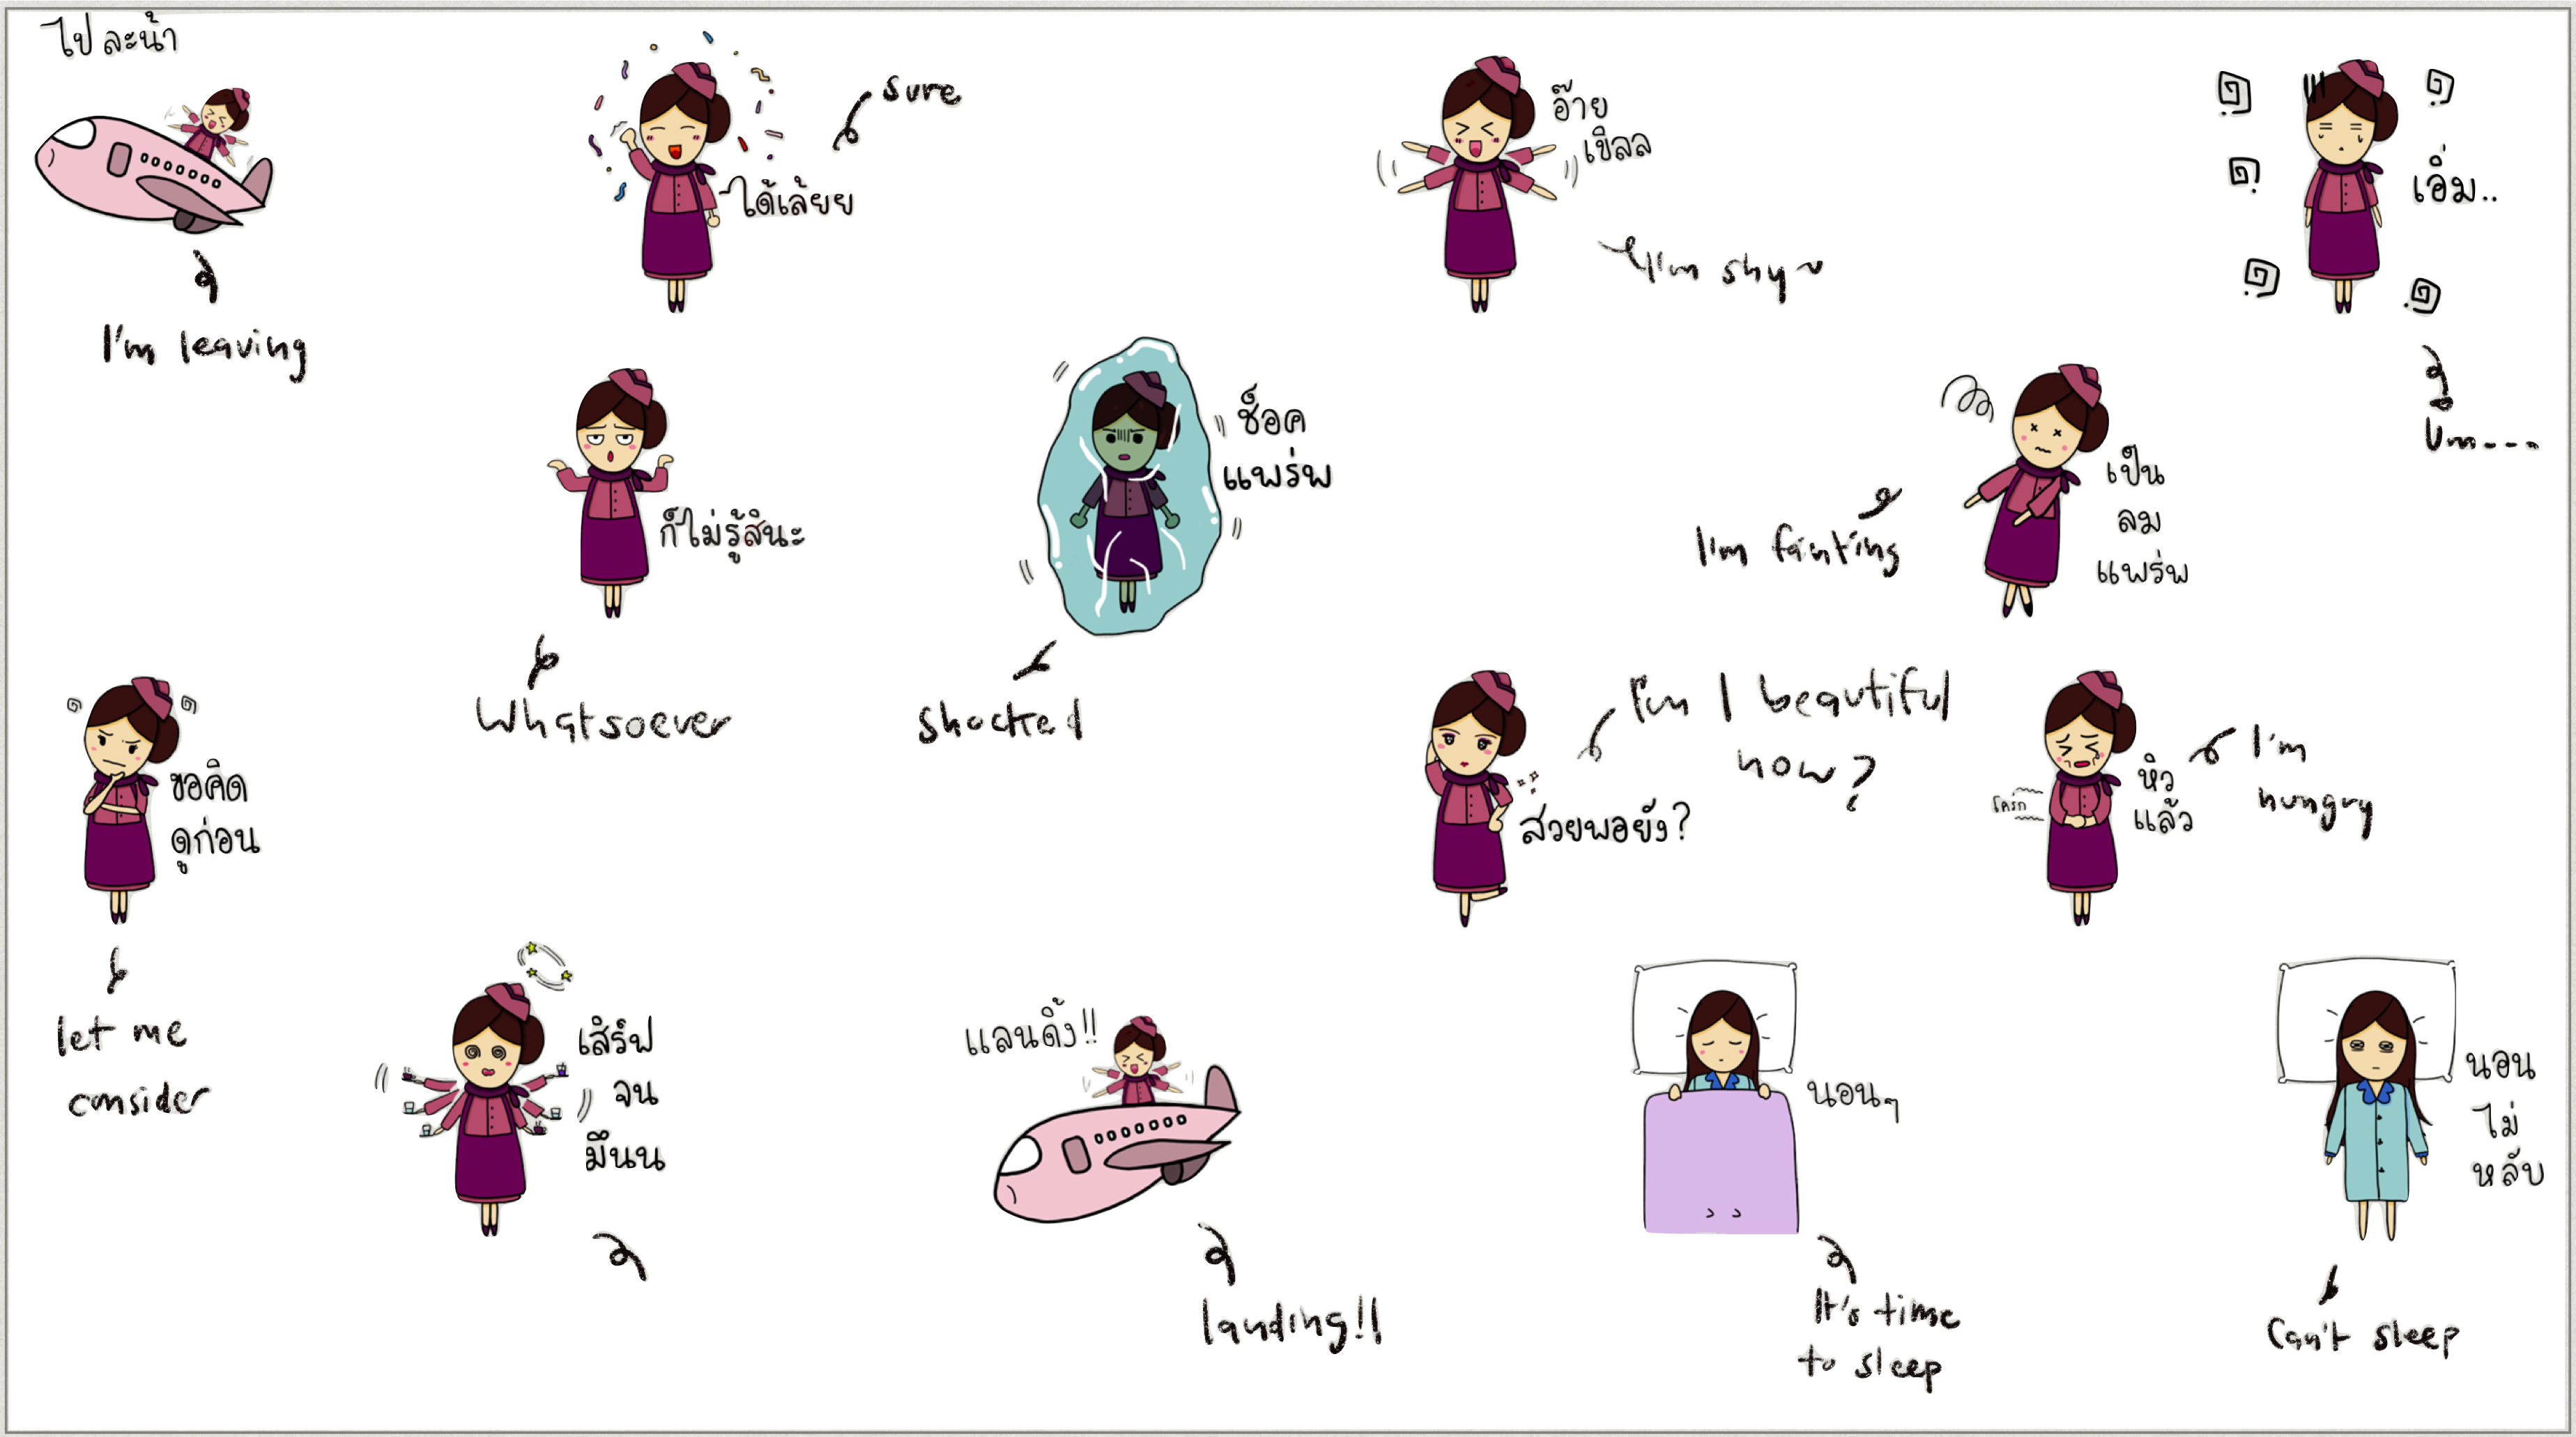 ไปละน้า
I'm leaving
ได้เล้ยย
sure
อ๊าย
เขิลล
I'm shy~
เอิ่ม..
Um---
ก็ไม่รู้สินะ
Whatsoever
ช็อค
แพร่พ
shocked
I'm fainting
เป็น
ลม
แพร่พ
ขอคิด
ดูก่อน
let me
consider
I'm I beautiful
now?
สวยพอยัง?
โครก
หิว
แล้ว
I'm
hungry
เสิร์ฟ
จน
มึนน
แลนดิ้ง!!
landing!!
นอนๆ
It's time
to sleep
นอน
ไม่
หลับ
Can't sleep